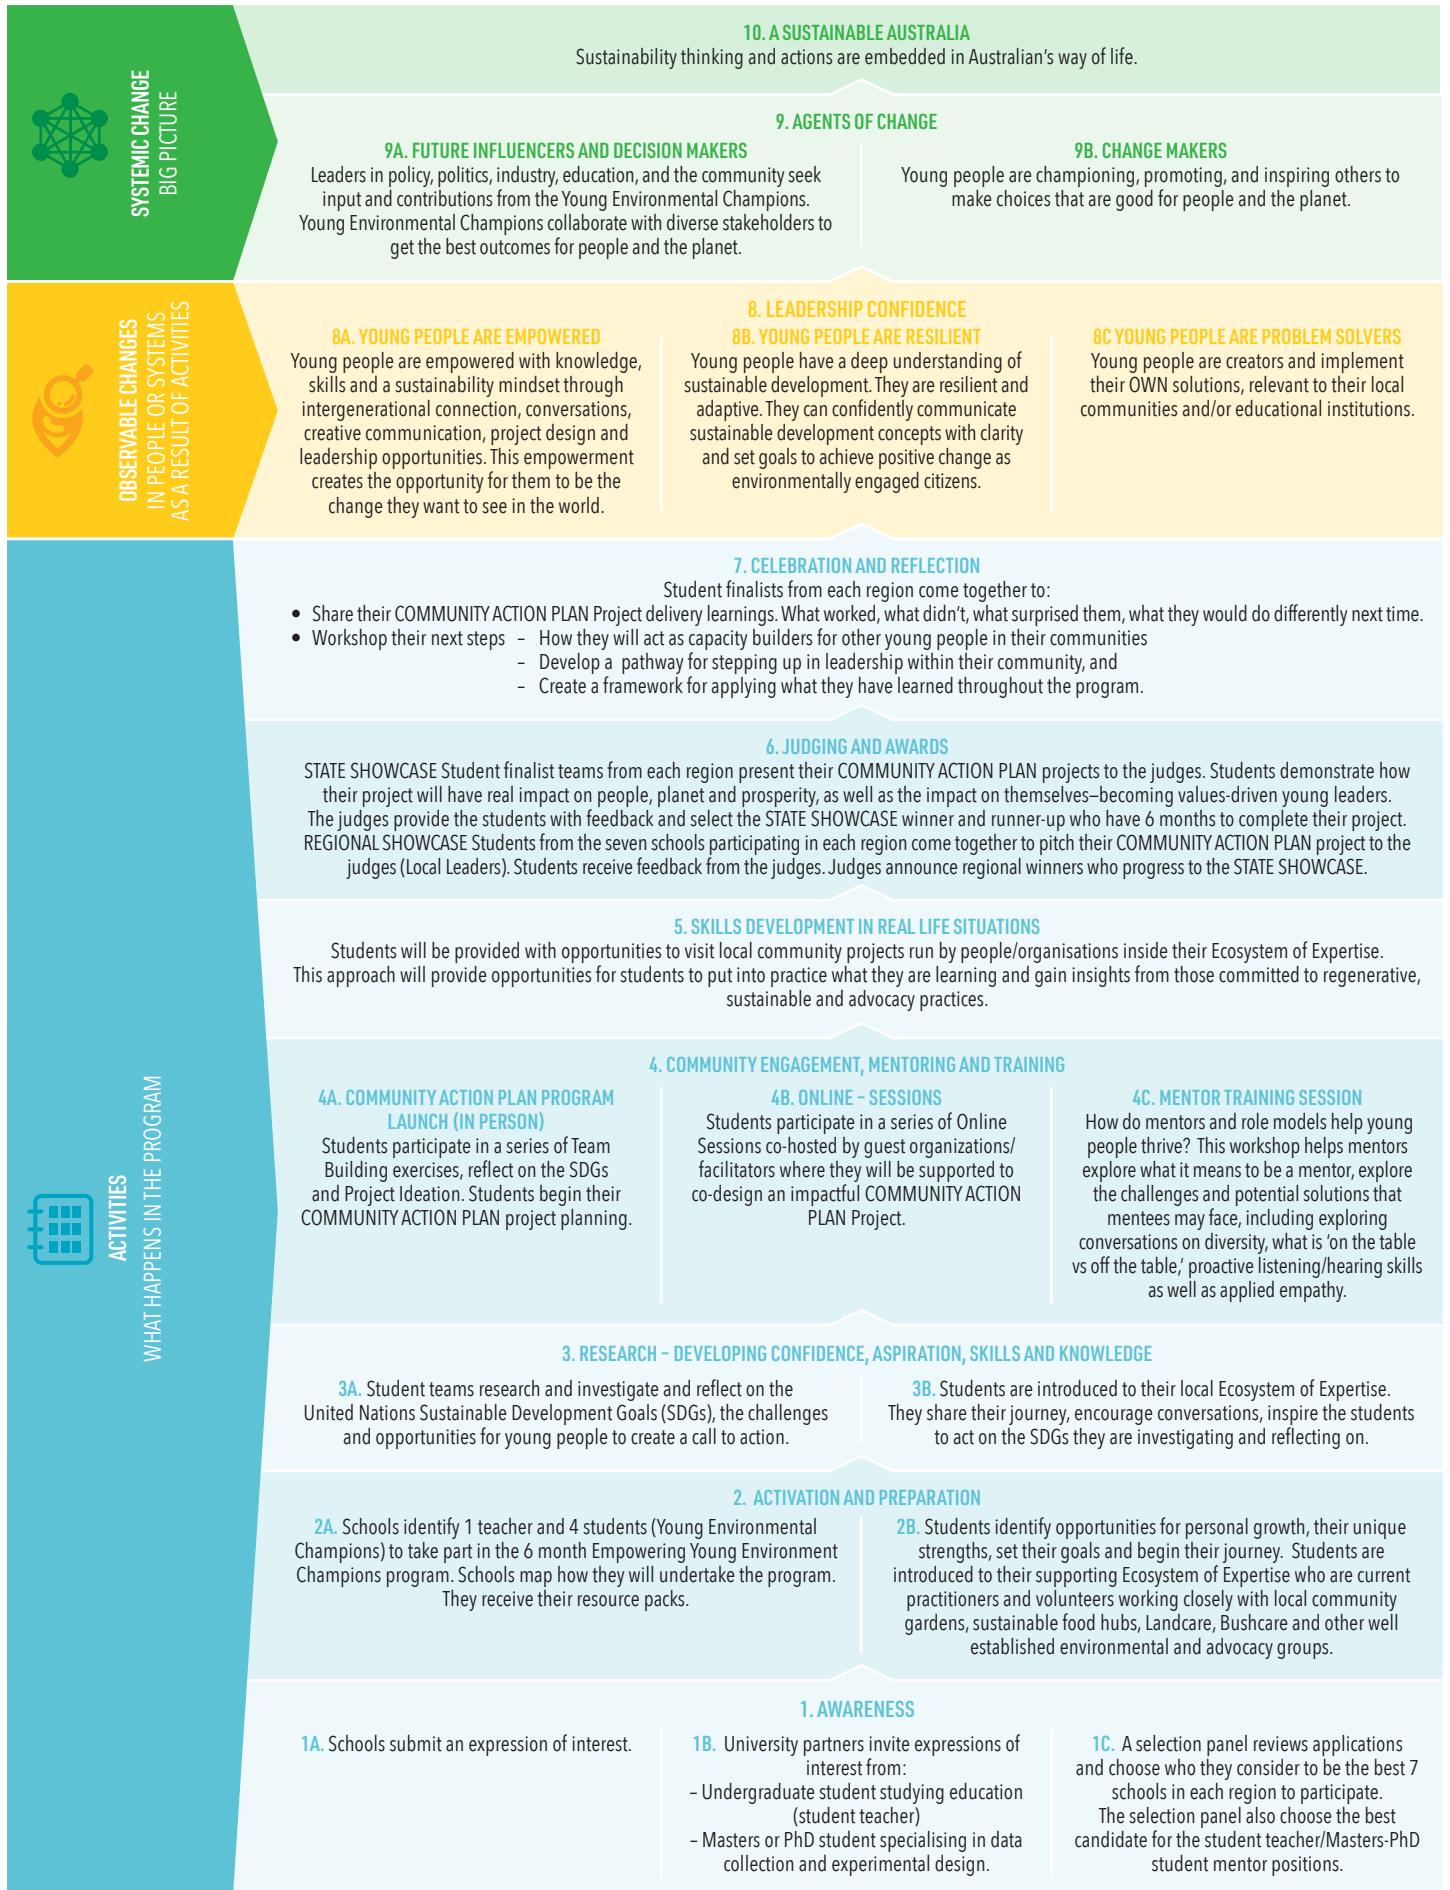 SYSTEMIC CHANGE
BIG PICTURE
10. A SUSTAINABLE AUSTRALIA
Sustainability thinking and actions are embedded in Australian's way of life.
9. AGENTS OF CHANGE
9A. FUTURE INFLUENCERS AND DECISION MAKERS
Leaders in policy, politics, industry, education, and the community seek
input and contributions from the Young Environmental Champions.
Young Environmental Champions collaborate with diverse stakeholders to
get the best outcomes for people and the planet.
9B. CHANGE MAKERS
Young people are championing, promoting, and inspiring others to
make choices that are good for people and the planet.
OBSERVABLE CHANGES
IN PEOPLE OR SYSTEMS
AS A RESULT OF ACTIVITIES
8. LEADERSHIP CONFIDENCE
8A. YOUNG PEOPLE ARE EMPOWERED
Young people are empowered with knowledge,
skills and a sustainability mindset through
intergenerational connection, conversations,
creative communication, project design and
leadership opportunities. This empowerment
creates the opportunity for them to be the
change they want to see in the world.
8B. YOUNG PEOPLE ARE RESILIENT
Young people have a deep understanding of
sustainable development. They are resilient and
adaptive. They can confidently communicate
sustainable development concepts with clarity
and set goals to achieve positive change as
environmentally engaged citizens.
8C YOUNG PEOPLE ARE PROBLEM SOLVERS
Young people are creators and implement
their OWN solutions, relevant to their local
communities and/or educational institutions.
ACTIVITIES
WHAT HAPPENS IN THE PROGRAM
7. CELEBRATION AND REFLECTION
Student finalists from each region come together to:
• Share their COMMUNITY ACTION PLAN Project delivery learnings. What worked, what didn't, what surprised them, what they would do differently next time.
• Workshop their next steps – How they will act as capacity builders for other young people in their communities
– Develop a pathway for stepping up in leadership within their community, and
– Create a framework for applying what they have learned throughout the program.
6. JUDGING AND AWARDS
STATE SHOWCASE Student finalist teams from each region present their COMMUNITY ACTION PLAN projects to the judges. Students demonstrate how
their project will have real impact on people, planet and prosperity, as well as the impact on themselves—becoming values-driven young leaders.
The judges provide the students with feedback and select the STATE SHOWCASE winner and runner-up who have 6 months to complete their project.
REGIONAL SHOWCASE Students from the seven schools participating in each region come together to pitch their COMMUNITY ACTION PLAN project to the
judges (Local Leaders). Students receive feedback from the judges. Judges announce regional winners who progress to the STATE SHOWCASE.
5. SKILLS DEVELOPMENT IN REAL LIFE SITUATIONS
Students will be provided with opportunities to visit local community projects run by people/organisations inside their Ecosystem of Expertise.
This approach will provide opportunities for students to put into practice what they are learning and gain insights from those committed to regenerative,
sustainable and advocacy practices.
4. COMMUNITY ENGAGEMENT, MENTORING AND TRAINING
4A. COMMUNITY ACTION PLAN PROGRAM
LAUNCH (IN PERSON)
Students participate in a series of Team
Building exercises, reflect on the SDGs
and Project Ideation. Students begin their
COMMUNITY ACTION PLAN project planning.
4B. ONLINE – SESSIONS
Students participate in a series of Online
Sessions co-hosted by guest organizations/
facilitators where they will be supported to
co-design an impactful COMMUNITY ACTION
PLAN Project.
4C. MENTOR TRAINING SESSION
How do mentors and role models help young
people thrive? This workshop helps mentors
explore what it means to be a mentor, explore
the challenges and potential solutions that
mentees may face, including exploring
conversations on diversity, what is 'on the table
vs off the table,' proactive listening/hearing skills
as well as applied empathy.
3. RESEARCH – DEVELOPING CONFIDENCE, ASPIRATION, SKILLS AND KNOWLEDGE
3A. Student teams research and investigate and reflect on the
United Nations Sustainable Development Goals (SDGs), the challenges
and opportunities for young people to create a call to action.
3B. Students are introduced to their local Ecosystem of Expertise.
They share their journey, encourage conversations, inspire the students
to act on the SDGs they are investigating and reflecting on.
2. ACTIVATION AND PREPARATION
2A. Schools identify 1 teacher and 4 students (Young Environmental
Champions) to take part in the 6 month Empowering Young Environment
Champions program. Schools map how they will undertake the program.
They receive their resource packs.
2B. Students identify opportunities for personal growth, their unique
strengths, set their goals and begin their journey. Students are
introduced to their supporting Ecosystem of Expertise who are current
practitioners and volunteers working closely with local community
gardens, sustainable food hubs, Landcare, Bushcare and other well
established environmental and advocacy groups.
1. AWARENESS
1A. Schools submit an expression of interest.
1B. University partners invite expressions of
interest from:
– Undergraduate student studying education
(student teacher)
– Masters or PhD student specialising in data
collection and experimental design.
1C. A selection panel reviews applications
and choose who they consider to be the best 7
schools in each region to participate.
The selection panel also choose the best
candidate for the student teacher/Masters-PhD
student mentor positions.